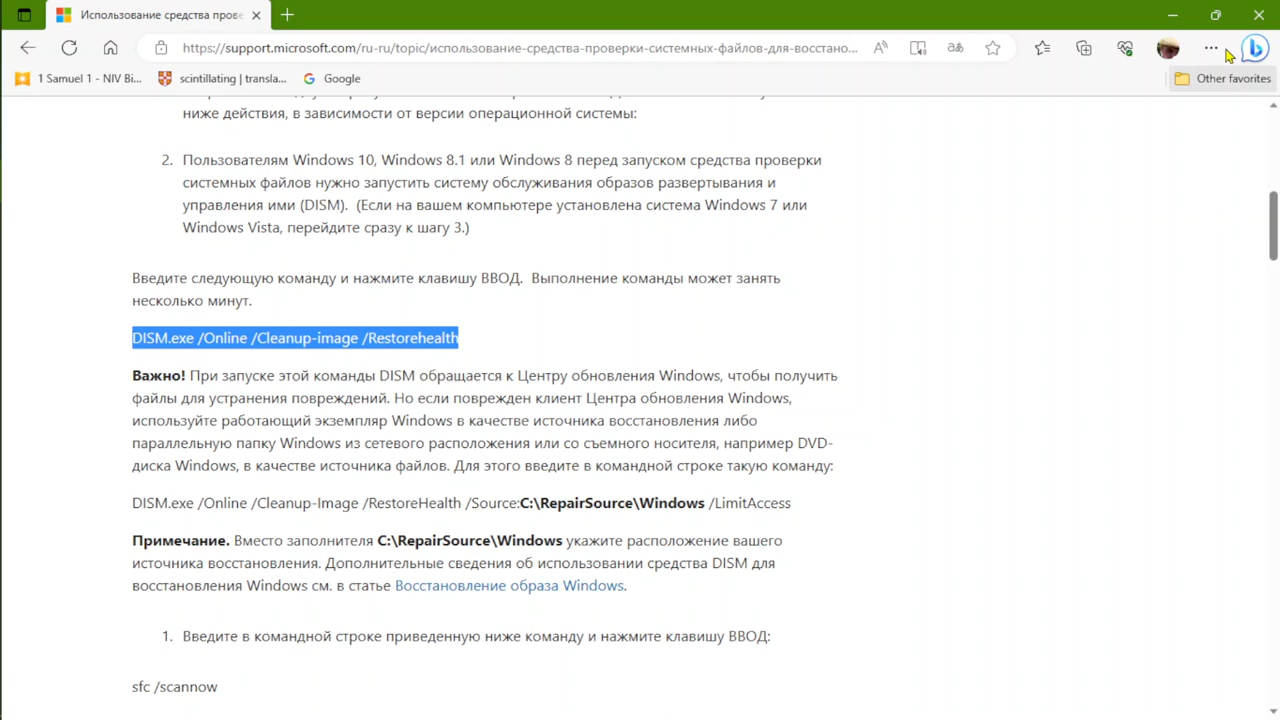 Использование средства прове
https://support.microsoft.com/ru-ru/topic/использование-средства-проверки-системных-файлов-для-восстано...
1 Samuel 1 - NIV Bi...
scintillating | transla...
Google
Other favorites
ниже действия, в зависимости от версии операционной системы:
2. Пользователям Windows 10, Windows 8.1 или Windows 8 перед запуском средства проверки
системных файлов нужно запустить систему обслуживания образов развертывания и
управления ими (DISM). (Если на вашем компьютере установлена система Windows 7 или
Windows Vista, перейдите сразу к шагу 3.)
Введите следующую команду и нажмите клавишу ВВОД. Выполнение команды может занять
несколько минут.
DISM.exe /Online /Cleanup-image /Restorehealth
Важно! При запуске этой команды DISM обращается к Центру обновления Windows, чтобы получить
файлы для устранения повреждений. Но если поврежден клиент Центра обновления Windows,
используйте работающий экземпляр Windows в качестве источника восстановления либо
параллельную папку Windows из сетевого расположения или со съемного носителя, например DVD-
диска Windows, в качестве источника файлов. Для этого введите в командной строке такую команду:
DISM.exe /Online /Cleanup-Image /RestoreHealth /Source:C:\RepairSource\Windows /LimitAccess
Примечание. Вместо заполнителя C:\RepairSource\Windows укажите расположение вашего
источника восстановления. Дополнительные сведения об использовании средства DISM для
восстановления Windows см. в статье Восстановление образа Windows.
1. Введите в командной строке приведенную ниже команду и нажмите клавишу ВВОД:
sfc /scannow